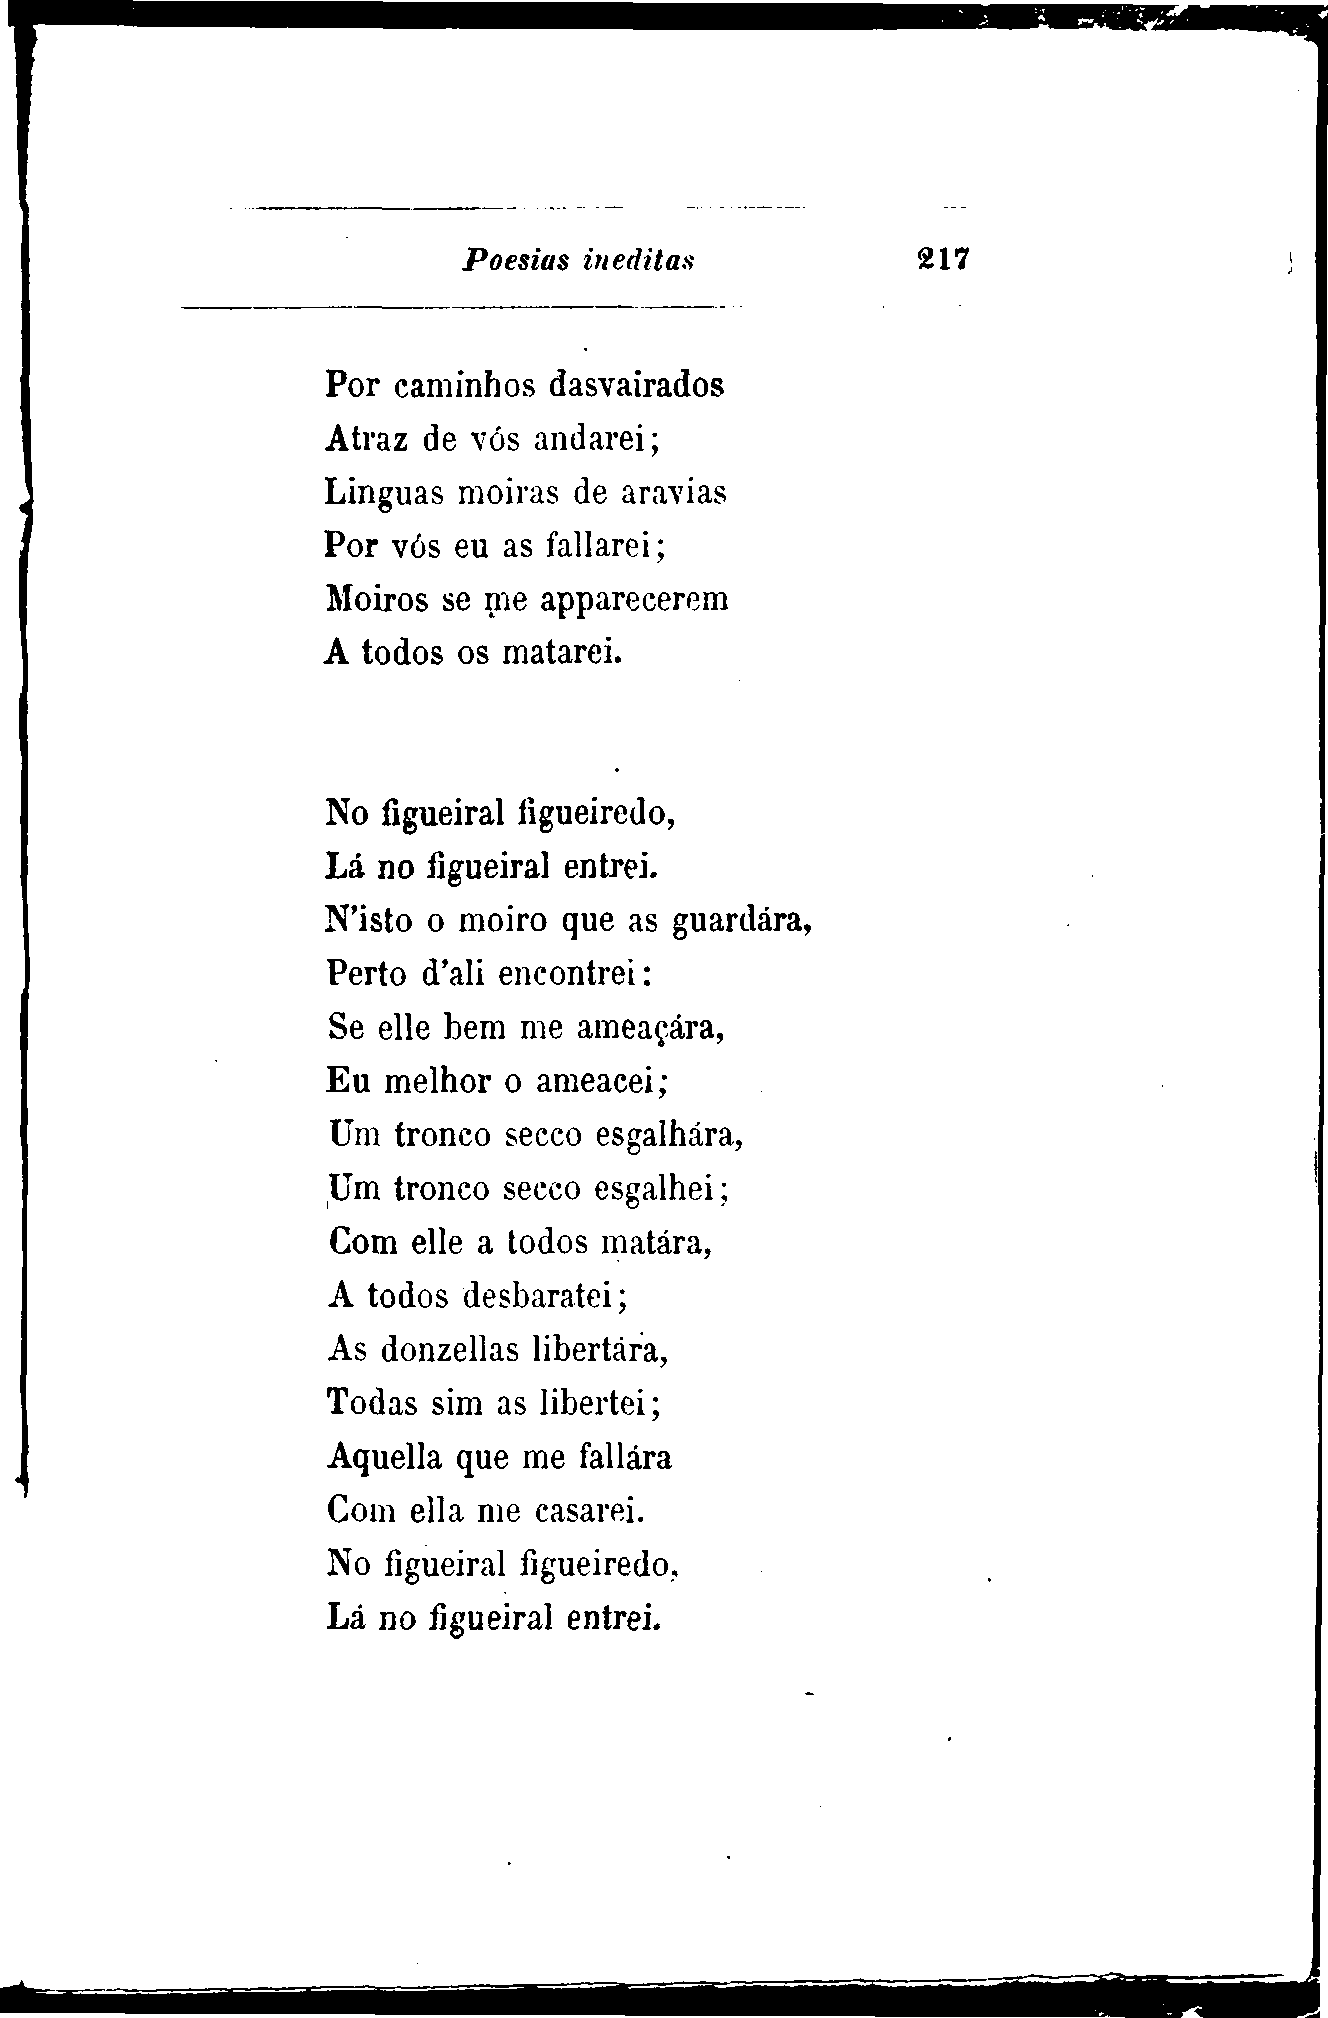 Poesias ineditas 217
Por caminhos dasvairados
Atraz de vós andarei;
Linguas moiras de aravias
Por vós eu as fallarei;
Moiros se me apparecerem
A todos os matarei.
No figueiral figueiredo,
Lá no figueiral entrei.
N'isto o moiro que as guardára,
Perto d'ali encontrei:
Se elle bem me ameaçára,
Eu melhor o ameacei;
Um tronco secco esgalhára,
Um tronco secco esgalhei;
Com elle a todos matára,
A todos desbaratei;
As donzellas libertára,
Todas sim as libertei;
Aquella que me fallára
Com ella me casarei.
No figueiral figueiredo,
Lá no figueiral entrei.